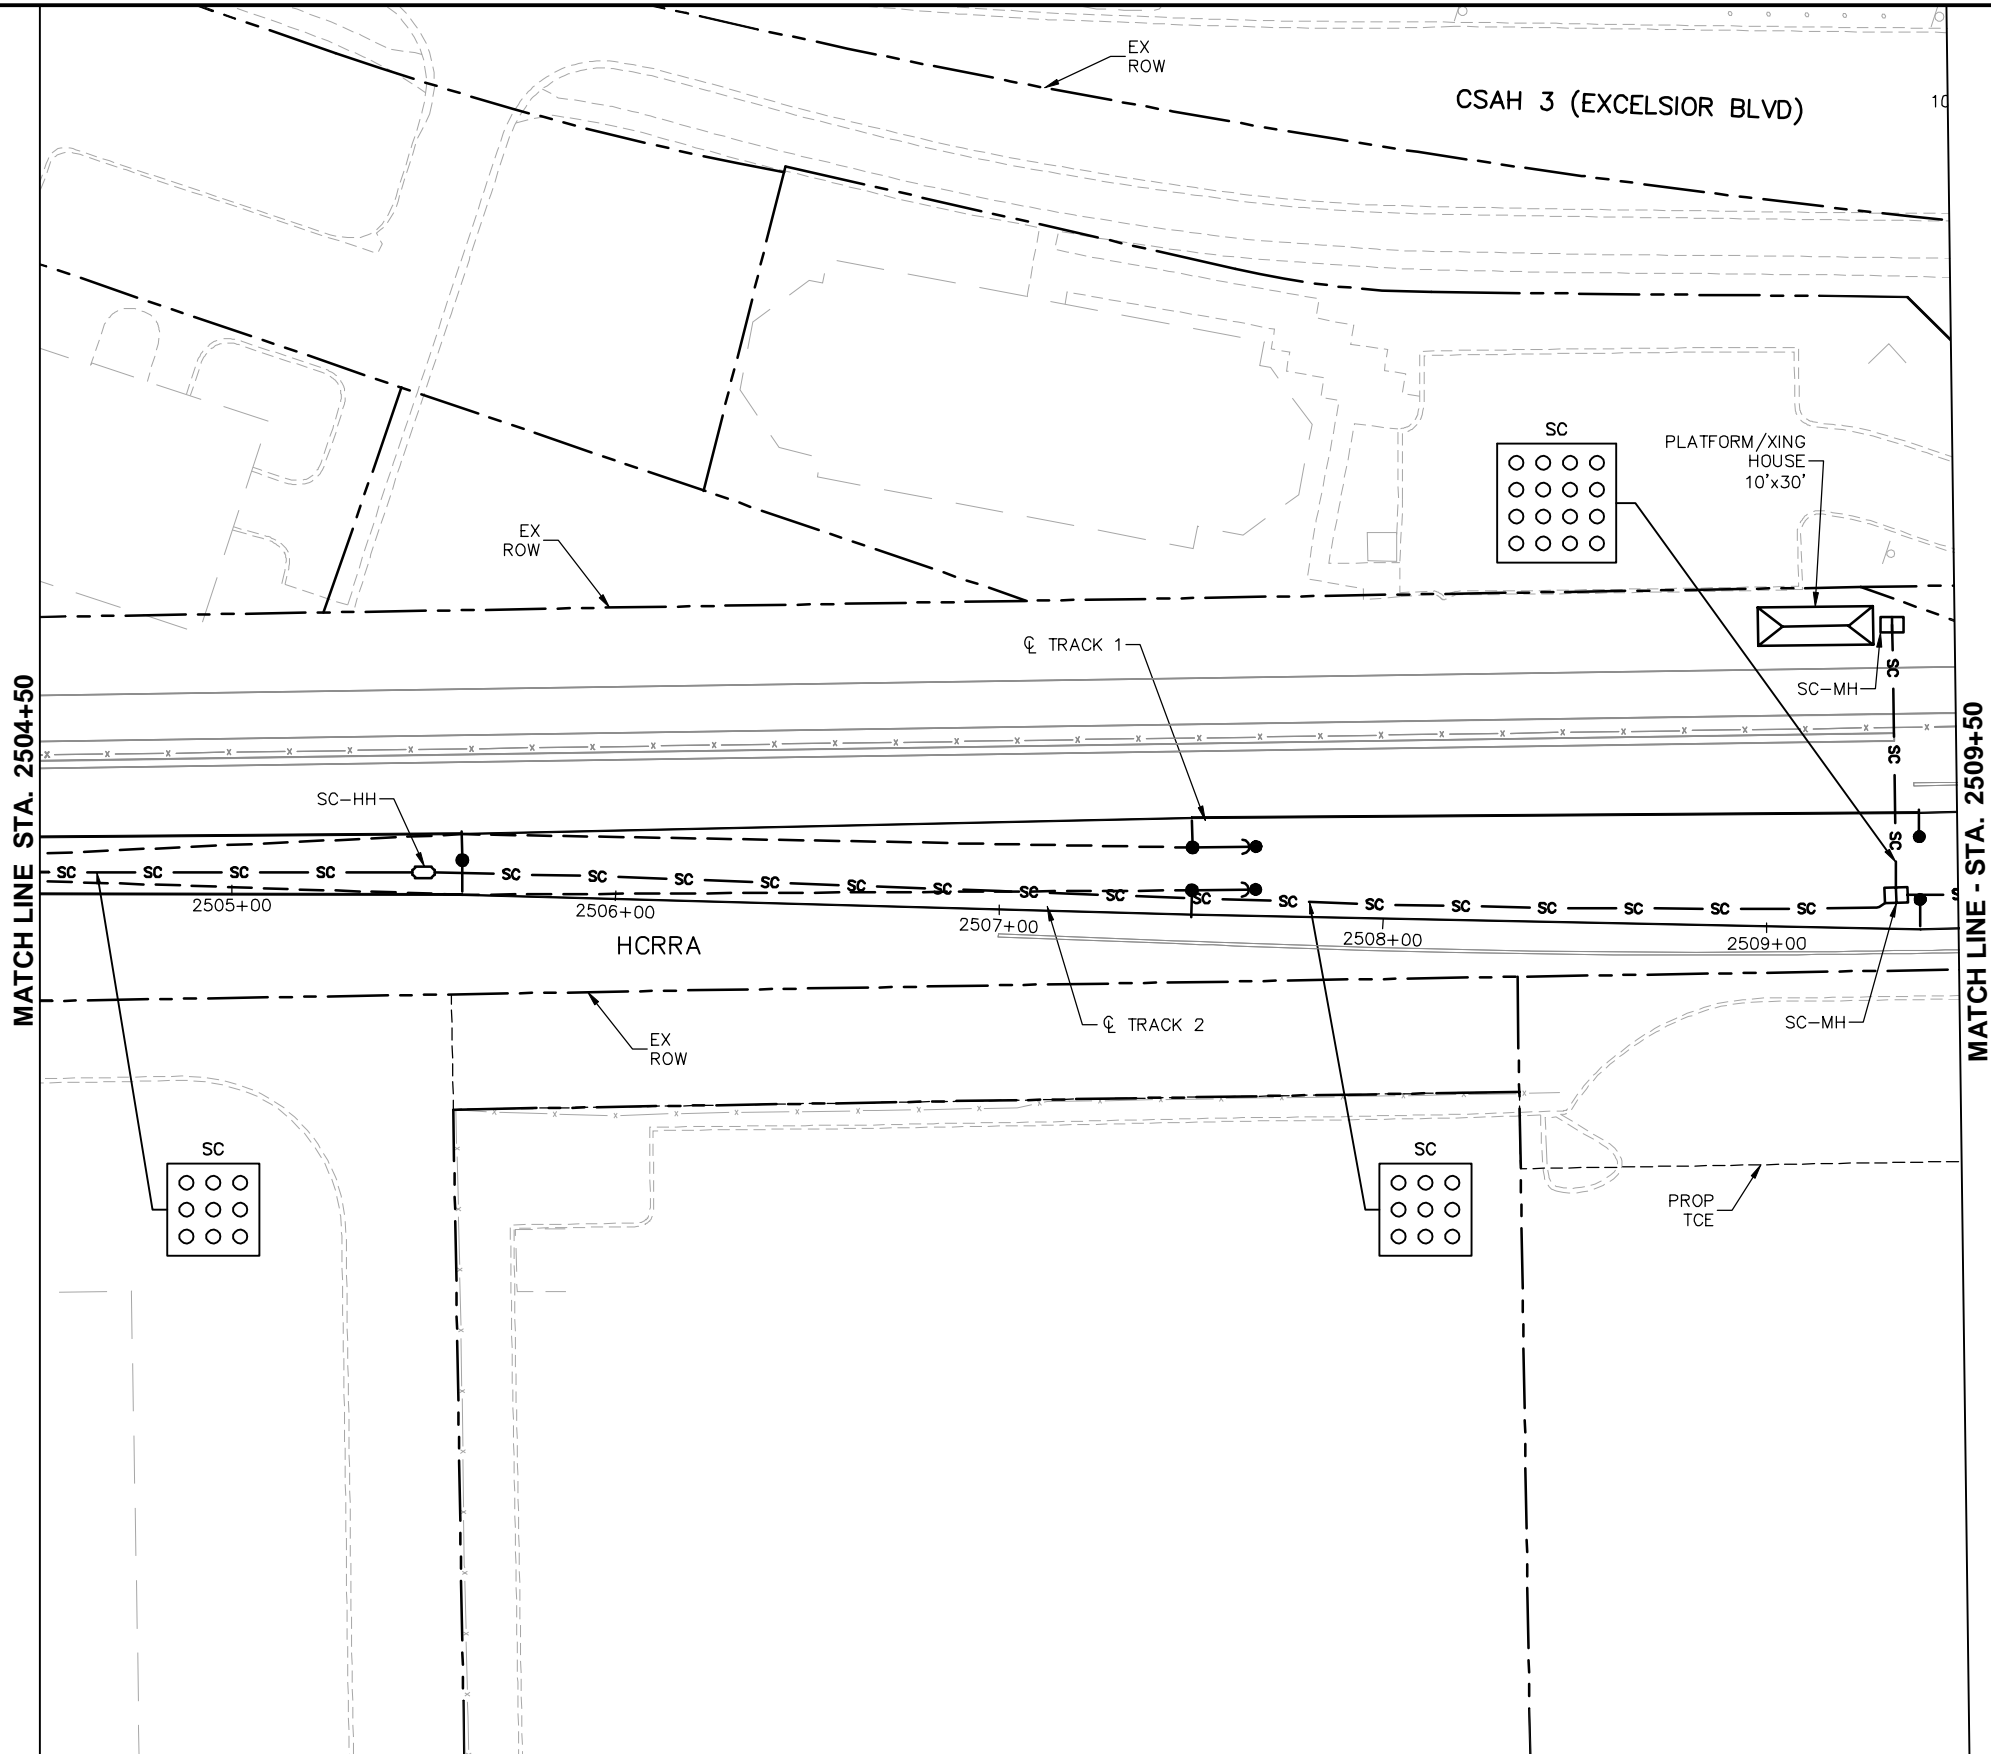 EX
ROW
CSAH 3 (EXCELSIOR BLVD)
10
SC
PLATFORM/XING
HOUSE
10'x30'
EX
ROW
℄ TRACK 1
SC
SC-MH
MATCH LINE STA. 2504+50
MATCH LINE - STA. 2509+50
SC
SC-HH
SC
SC SC SC SC SC SC SC SC SC SC SC SC SC SC SC SC SC SC SC SC
2505+00
2506+00
2507+00
2508+00
2509+00
HCRRA
℄ TRACK 2
SC-MH
EX
ROW
SC
SC
PROP
TCE